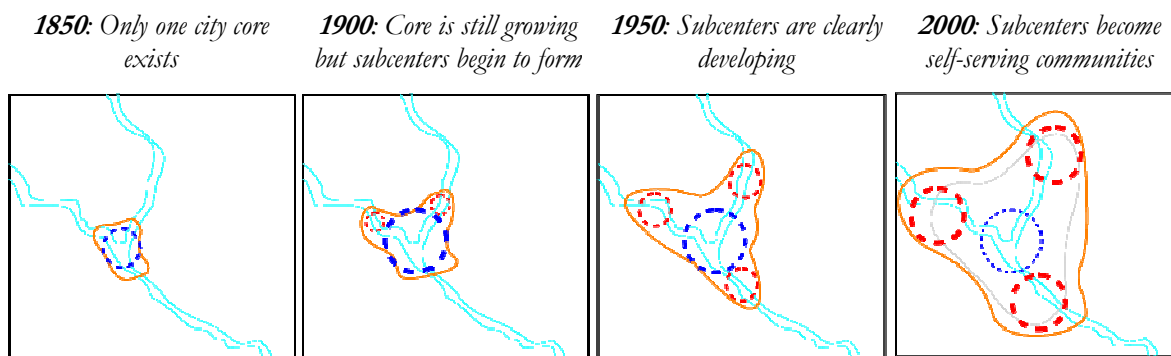 1850: Only one city core
exists
1900: Core is still growing
but subcenters begin to form
1950: Subcenters are clearly
developing
2000: Subcenters become
self-serving communities